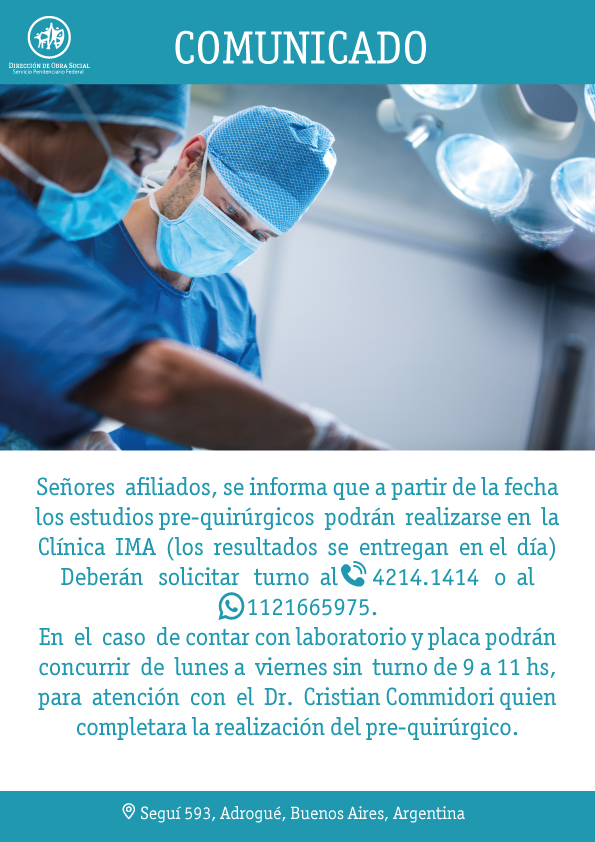 DIRECCIÓN DE OBRA SOCIAL
Servicio Penitenciario Federal
COMUNICADO
Señores afiliados, se informa que a partir de la fecha
los estudios pre-quirúrgicos podrán realizarse en la
Clínica IMA (los resultados se entregan en el día)
Deberán solicitar turno al 4214.1414 o al
1121665975.
En el caso de contar con laboratorio y placa podrán
concurrir de lunes a viernes sin turno de 9 a 11 hs,
para atención con el Dr. Cristian Commidori quien
completara la realización del pre-quirúrgico.
Seguí 593, Adrogué, Buenos Aires, Argentina